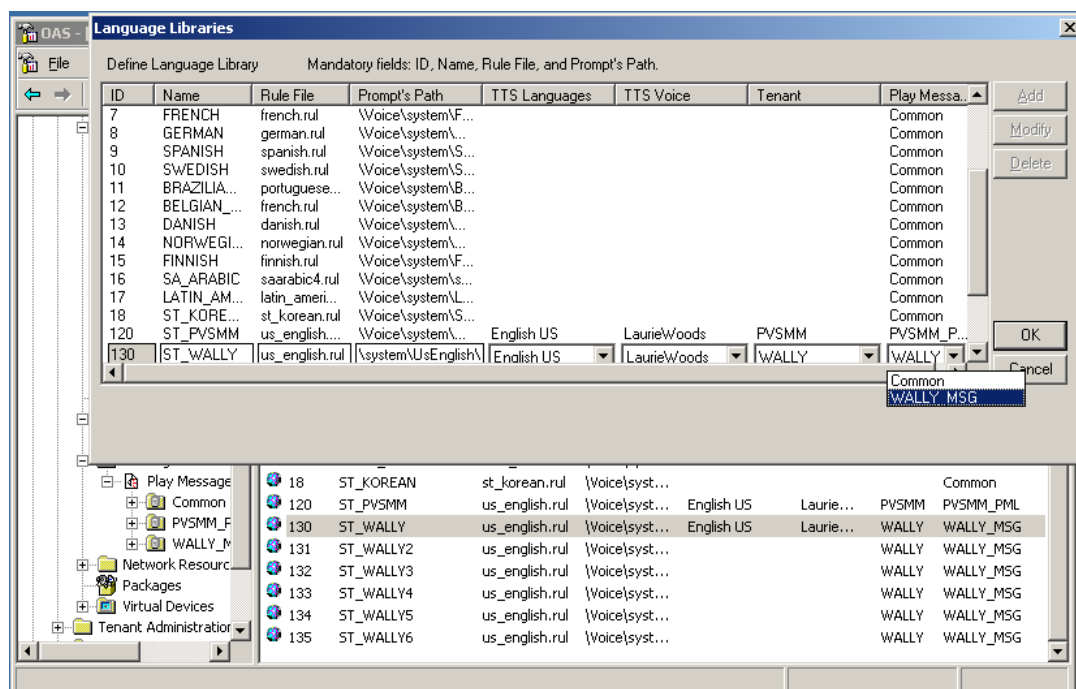 OAS - [
Language Libraries
File
Define Language Library Mandatory fields: ID, Name, Rule File, and Prompt's Path.
ID Name Rule File Prompt's Path TTS Languages TTS Voice Tenant Play Messa..
Add
7 FRENCH french.rul \Voice\system\F... Common
8 GERMAN german.rul \Voice\system\... Common
Modify
9 SPANISH spanish.rul \Voice\system\S... Common
10 SWEDISH swedish.rul \Voice\system\S... Common
Delete
11 BRAZILIA... portuguese... \Voice\system\B... Common
12 BELGIAN_... french.rul \Voice\system\B... Common
13 DANISH danish.rul \Voice\system\... Common
14 NORWEGI... norwegian.rul \Voice\system\... Common
15 FINNISH finnish.rul \Voice\system\F... Common
16 SA_ARABIC saarabic4.rul \Voice\system\s... Common
17 LATIN_AM... latin_ameri... \Voice\system\L... Common
18 ST_KORE... st_korean.rul \Voice\system\S... Common
120 ST_PVSMM us_english.... \Voice\system\... English US LaurieWoods PVSMM PVSMM_P...
OK
130 ST_WALLY us_english.rul \system\UsEnglish\ English US LaurieWoods WALLY WALLY
Cancel
Common
WALLY_MSG
Play Message
18 ST_KOREAN st_korean.rul \Voice\syst... Common
Common
120 ST_PVSMM us_english.rul \Voice\syst... English US Laurie... PVSMM PVSMM_PML
PVSMM_P
130 ST_WALLY us_english.rul \Voice\syst... English US Laurie... WALLY WALLY_MSG
WALLY_M
131 ST_WALLY2 us_english.rul \Voice\syst... WALLY WALLY_MSG
Network Resourc
132 ST_WALLY3 us_english.rul \Voice\syst... WALLY WALLY_MSG
Packages
133 ST_WALLY4 us_english.rul \Voice\syst... WALLY WALLY_MSG
Virtual Devices
134 ST_WALLY5 us_english.rul \Voice\syst... WALLY WALLY_MSG
Tenant Administration
135 ST_WALLY6 us_english.rul \Voice\syst... WALLY WALLY_MSG